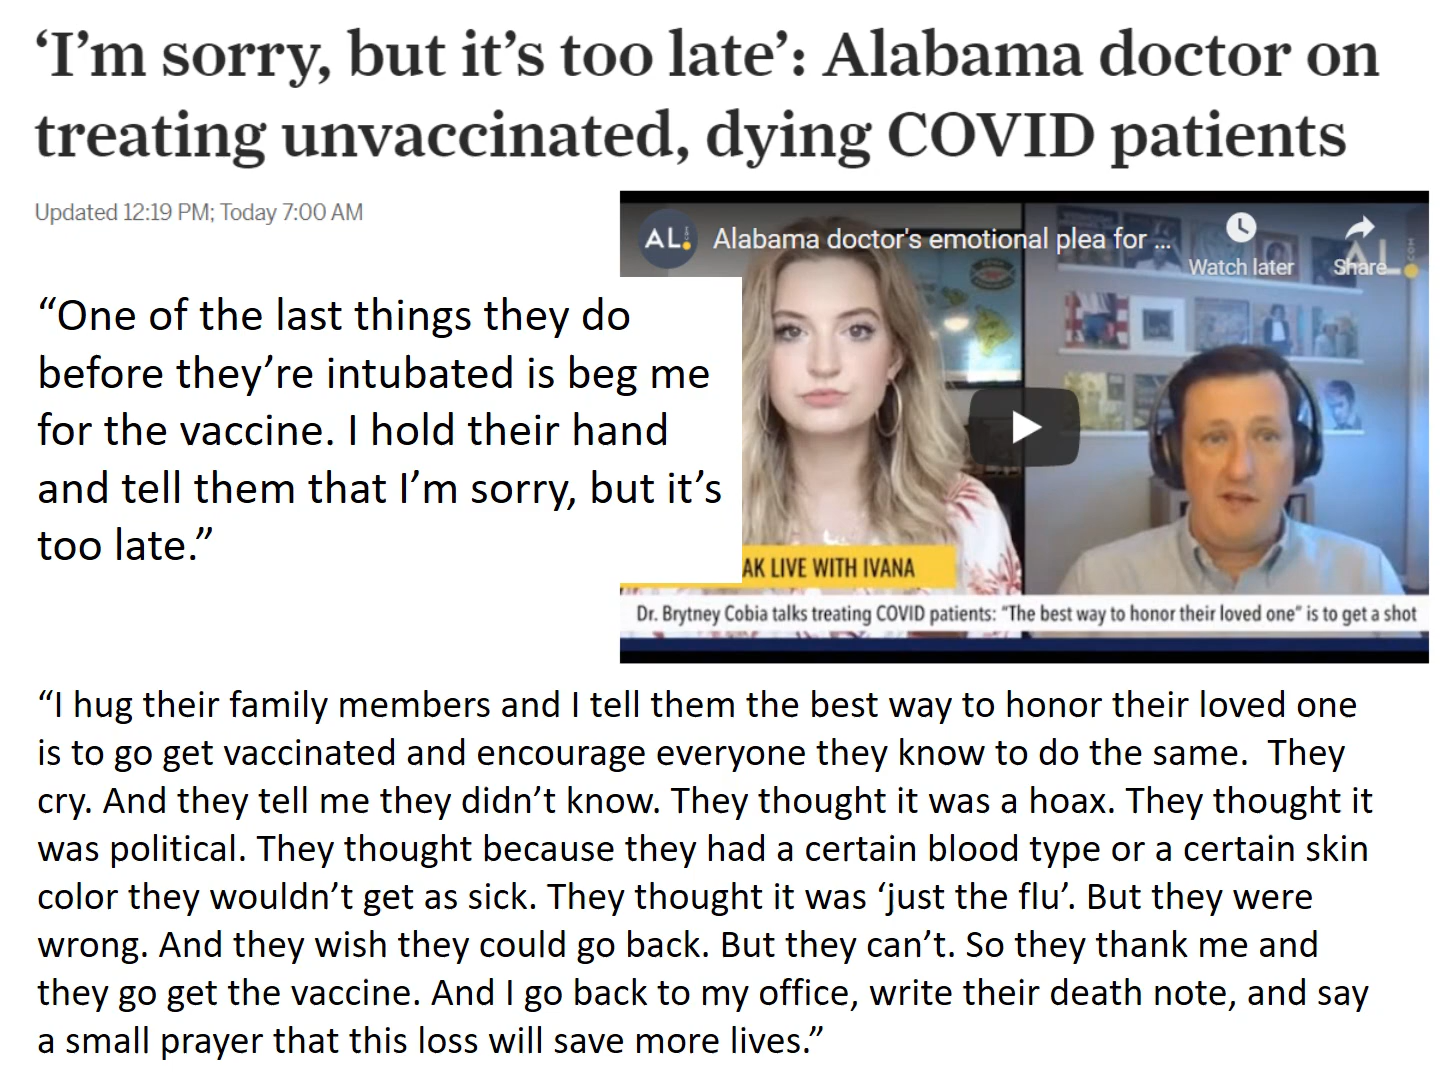 ‘I’m sorry, but it’s too late’: Alabama doctor on
treating unvaccinated, dying COVID patients
Updated 12:19 PM; Today 7:00 AM
AL.com
Alabama doctor's emotional plea for ...
Watch later
Share
“One of the last things they do
before they’re intubated is beg me
for the vaccine. I hold their hand
and tell them that I’m sorry, but it’s
too late.”
AK LIVE WITH IVANA
Dr. Brytney Cobia talks treating COVID patients: "The best way to honor their loved one" is to get a shot
“I hug their family members and I tell them the best way to honor their loved one
is to go get vaccinated and encourage everyone they know to do the same.  They
cry. And they tell me they didn’t know. They thought it was a hoax. They thought it
was political. They thought because they had a certain blood type or a certain skin
color they wouldn’t get as sick. They thought it was ‘just the flu’. But they were
wrong. And they wish they could go back. But they can’t. So they thank me and
they go get the vaccine. And I go back to my office, write their death note, and say
a small prayer that this loss will save more lives.”